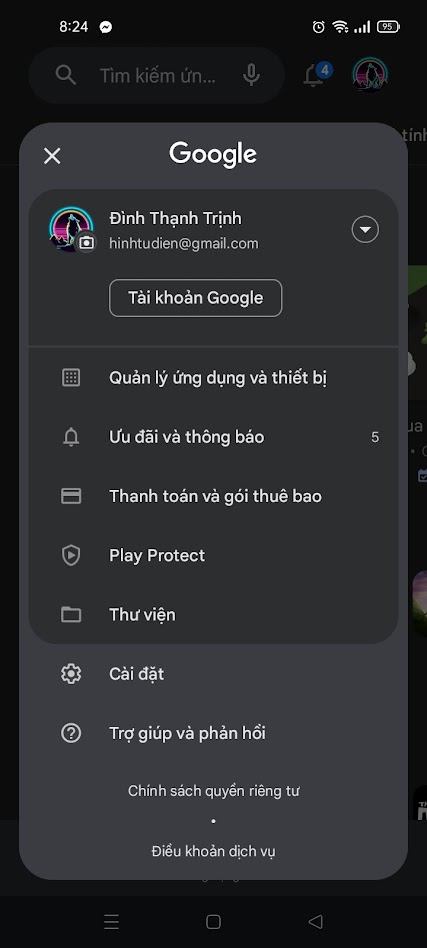 8:24
95
Tìm kiếm ứn...
4
tính
Google
Đình Thạnh Trịnh
hinhtudien@gmail.com
Tài khoản Google
Quản lý ứng dụng và thiết bị
Ưu đãi và thông báo
5
Thanh toán và gói thuê bao
Play Protect
Thư viện
Cài đặt
Trợ giúp và phản hồi
Chính sách quyền riêng tư
•
Điều khoản dịch vụ